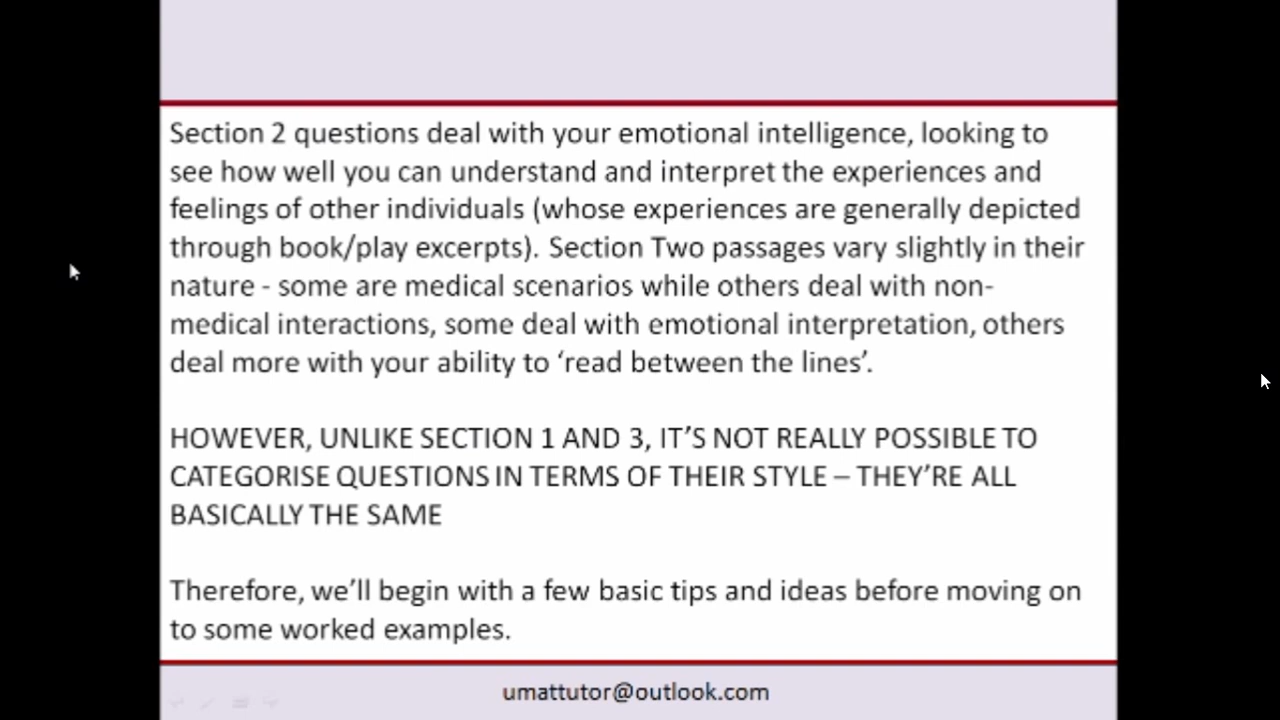 Section 2 questions deal with your emotional intelligence, looking to
see how well you can understand and interpret the experiences and
feelings of other individuals (whose experiences are generally depicted
through book/play excerpts). Section Two passages vary slightly in their
nature - some are medical scenarios while others deal with non-
medical interactions, some deal with emotional interpretation, others
deal more with your ability to ‘read between the lines’.
HOWEVER, UNLIKE SECTION 1 AND 3, IT’S NOT REALLY POSSIBLE TO
CATEGORISE QUESTIONS IN TERMS OF THEIR STYLE – THEY’RE ALL
BASICALLY THE SAME
Therefore, we’ll begin with a few basic tips and ideas before moving on
to some worked examples.
umattutor@outlook.com